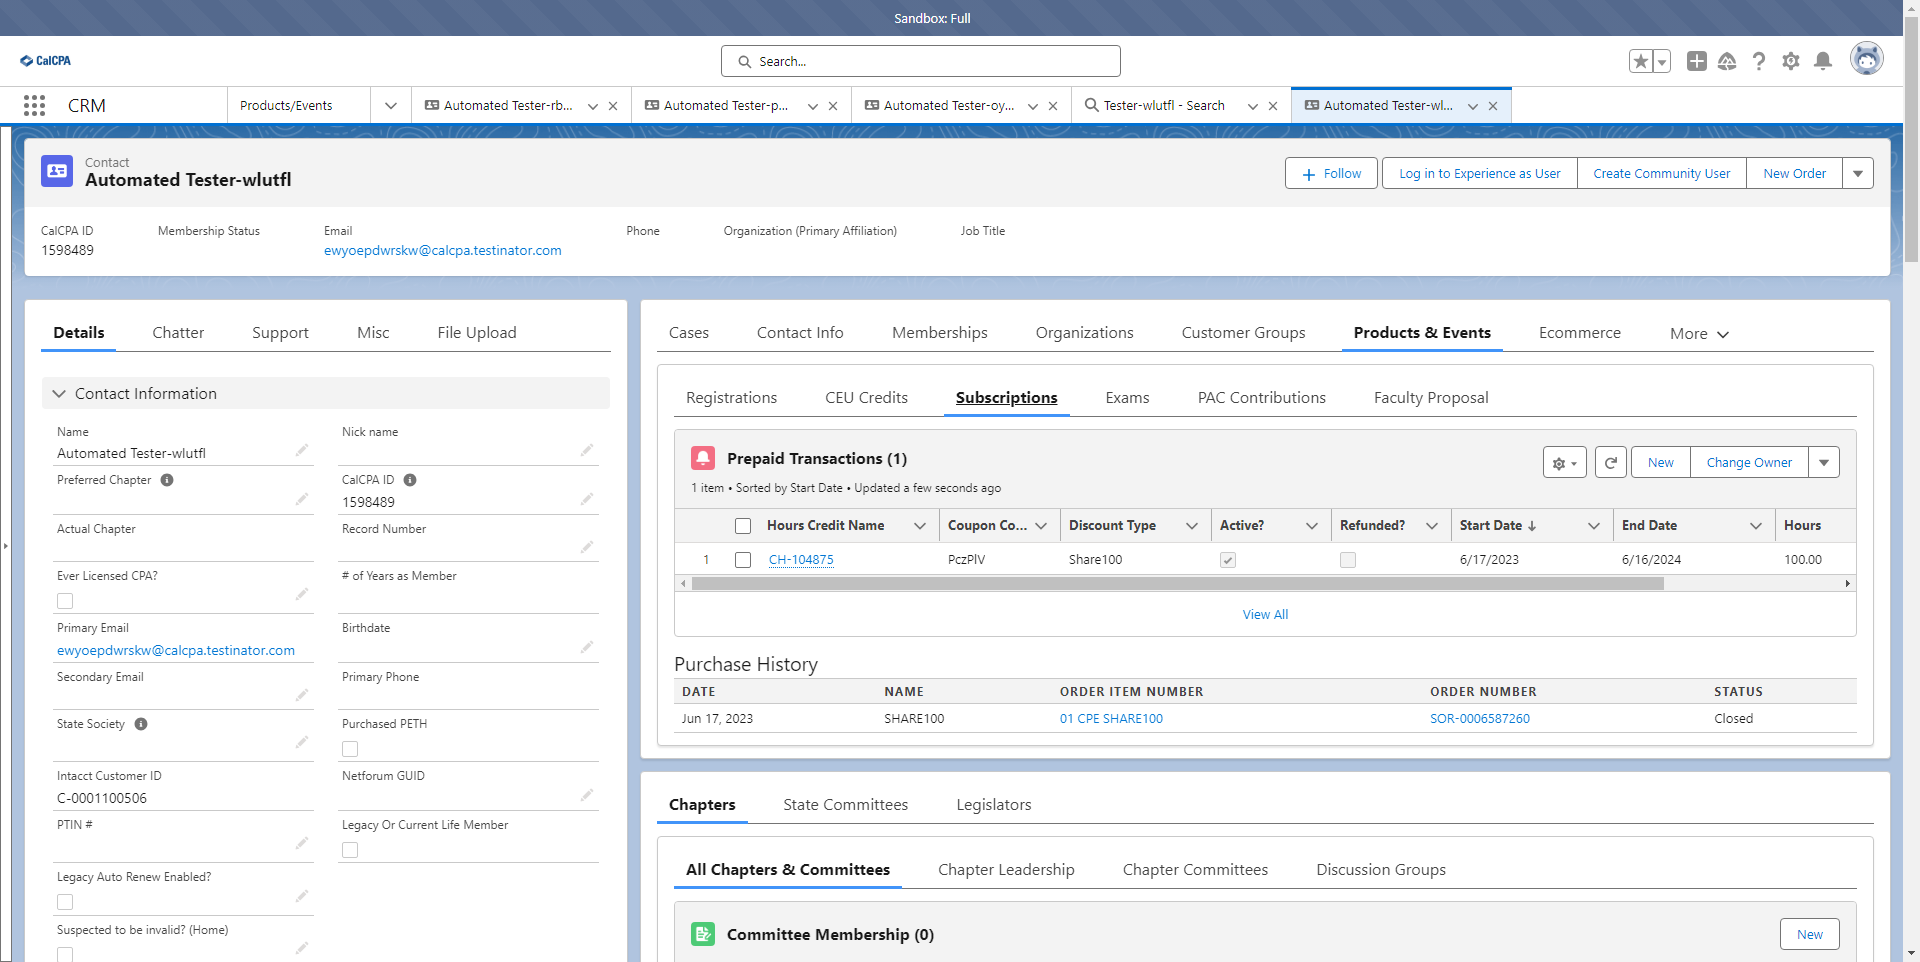 Sandbox: Full
CalCPA
Search...
CRM
Products/Events
Automated Tester-rb...
Automated Tester-p...
Automated Tester-oy...
Tester-wlutfl - Search
Automated Tester-wl...
Contact
Automated Tester-wlutfl
Follow
Log in to Experience as User
Create Community User
New Order
CalCPA ID
Membership Status
Email
Phone
Organization (Primary Affiliation)
Job Title
1598489
ewyoepdwrskw@calcpa.testinator.com
Details
Chatter
Support
Misc
File Upload
Contact Information
Name
Automated Tester-wlutfl
Nick name
Preferred Chapter
CalCPA ID
1598489
Actual Chapter
Record Number
Ever Licensed CPA?
# of Years as Member
Primary Email
ewyoepdwrskw@calcpa.testinator.com
Birthdate
Secondary Email
Primary Phone
State Society
Purchased PETH
Intacct Customer ID
C-0001100506
Netforum GUID
PTIN #
Legacy Or Current Life Member
Legacy Auto Renew Enabled?
Suspected to be invalid? (Home)
Cases
Contact Info
Memberships
Organizations
Customer Groups
Products & Events
Ecommerce
More
Registrations
CEU Credits
Subscriptions
Exams
PAC Contributions
Faculty Proposal
Prepaid Transactions (1)
1 item • Sorted by Start Date • Updated a few seconds ago
New
Change Owner
Hours Credit Name
Coupon Co...
Discount Type
Active?
Refunded?
Start Date
End Date
Hours
1
CH-104875
PczPlV
Share100
6/17/2023
6/16/2024
100.00
View All
Purchase History
DATE
NAME
ORDER ITEM NUMBER
ORDER NUMBER
STATUS
Jun 17, 2023
SHARE100
01 CPE SHARE100
SOR-0006587260
Closed
Chapters
State Committees
Legislators
All Chapters & Committees
Chapter Leadership
Chapter Committees
Discussion Groups
Committee Membership (0)
New